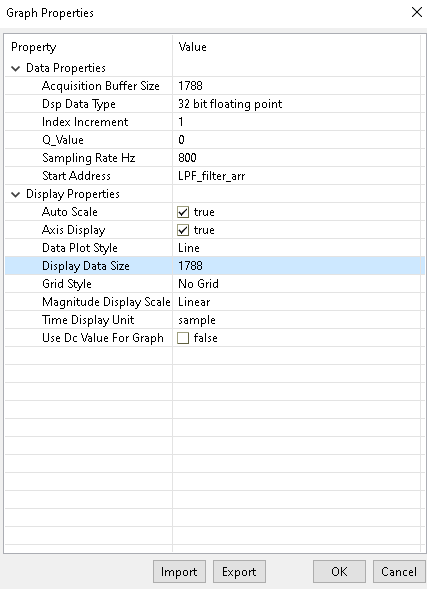 Graph Properties
Property Value
Data Properties
Acquisition Buffer Size 1788
Dsp Data Type 32 bit floating point
Index Increment 1
Q_Value 0
Sampling Rate Hz 800
Start Address LPF_filter_arr
Display Properties
Auto Scale true
Axis Display true
Data Plot Style Line
Display Data Size 1788
Grid Style No Grid
Magnitude Display Scale Linear
Time Display Unit sample
Use Dc Value For Graph false
Import Export OK Cancel